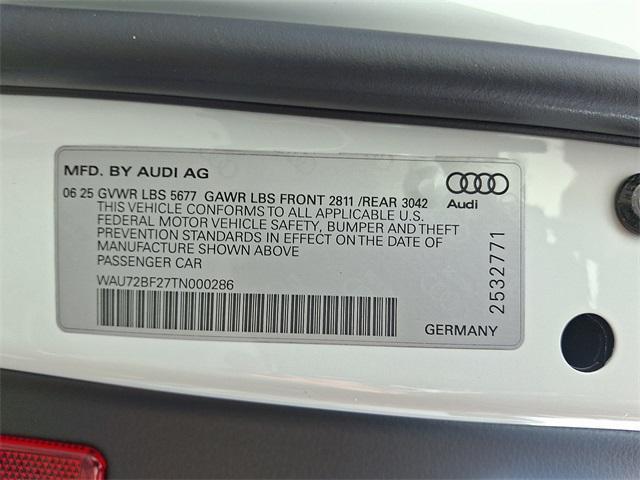 MFD. BY AUDI AG
Audi
06 25 GVWR LBS 5677 GAWR LBS FRONT 2811 /REAR 3042
THIS VEHICLE CONFORMS TO ALL APPLICABLE U.S.
FEDERAL MOTOR VEHICLE SAFETY, BUMPER AND THEFT
PREVENTION STANDARDS IN EFFECT ON THE DATE OF
MANUFACTURE SHOWN ABOVE
PASSENGER CAR
WAU72BF27TN000286
2532771
GERMANY